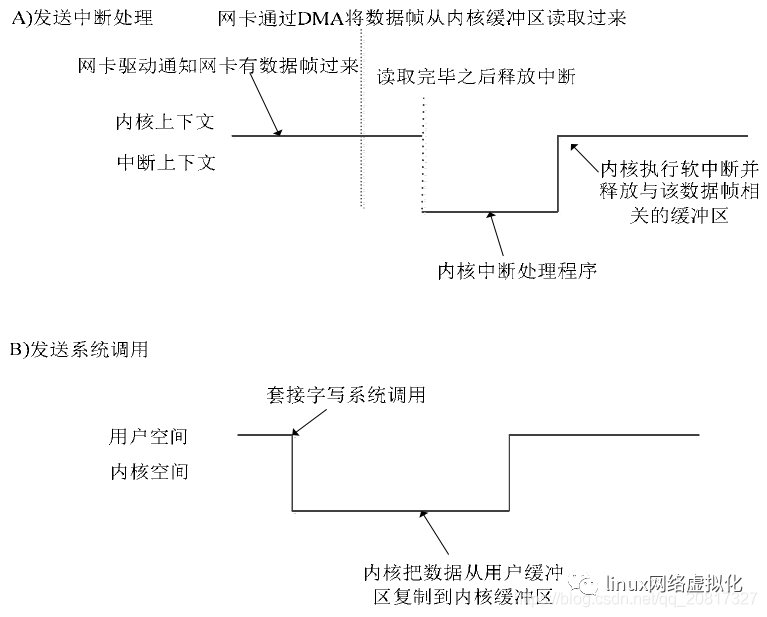 A)发送中断处理
网卡通过DMA将数据帧从内核缓冲区读取过来
网卡驱动通知网卡有数据帧过来
读取完毕之后释放中断
内核上下文
中断上下文
内核执行软中断并
释放与该数据帧相
关的缓冲区
内核中断处理程序
B)发送系统调用
套接字写系统调用
用户空间
内核空间
内核把数据从用户缓冲
区复制到内核缓冲区
linux网络虚拟化
https://blog.csdn.net/qq_20817327